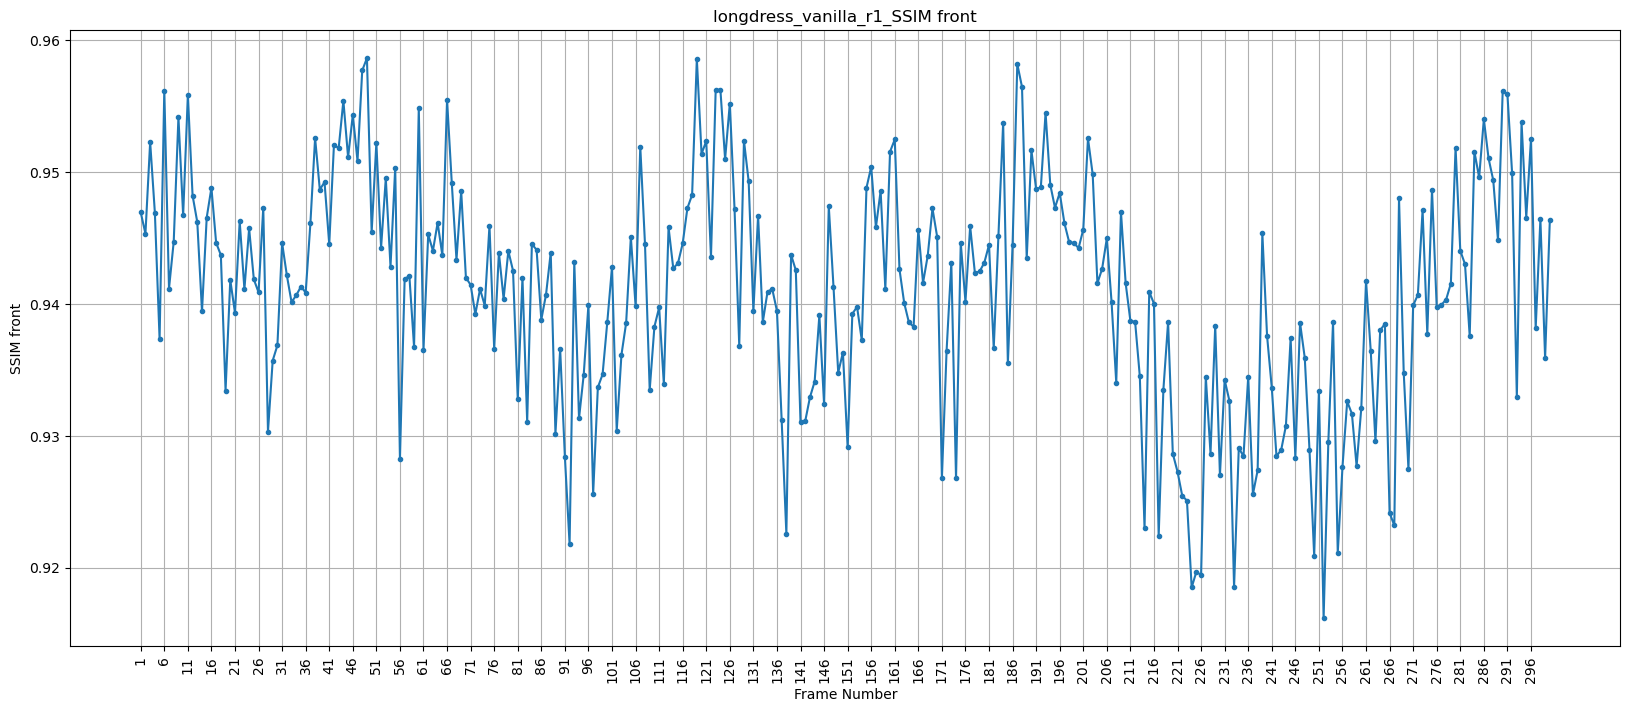 longdress_vanilla_r1_SSIM front
SSIM front
0.96
0.95
0.94
0.93
0.92
1 6 11 16 21 26 31 36 41 46 51 56 61 66 71 76 81 86 91 96 101 106 111 116 121 126 131 136 141 146 151 156 161 166 171 176 181 186 191 196 201 206 211 216 221 226 231 236 241 246 251 256 261 266 271 276 281 286 291 296
Frame Number